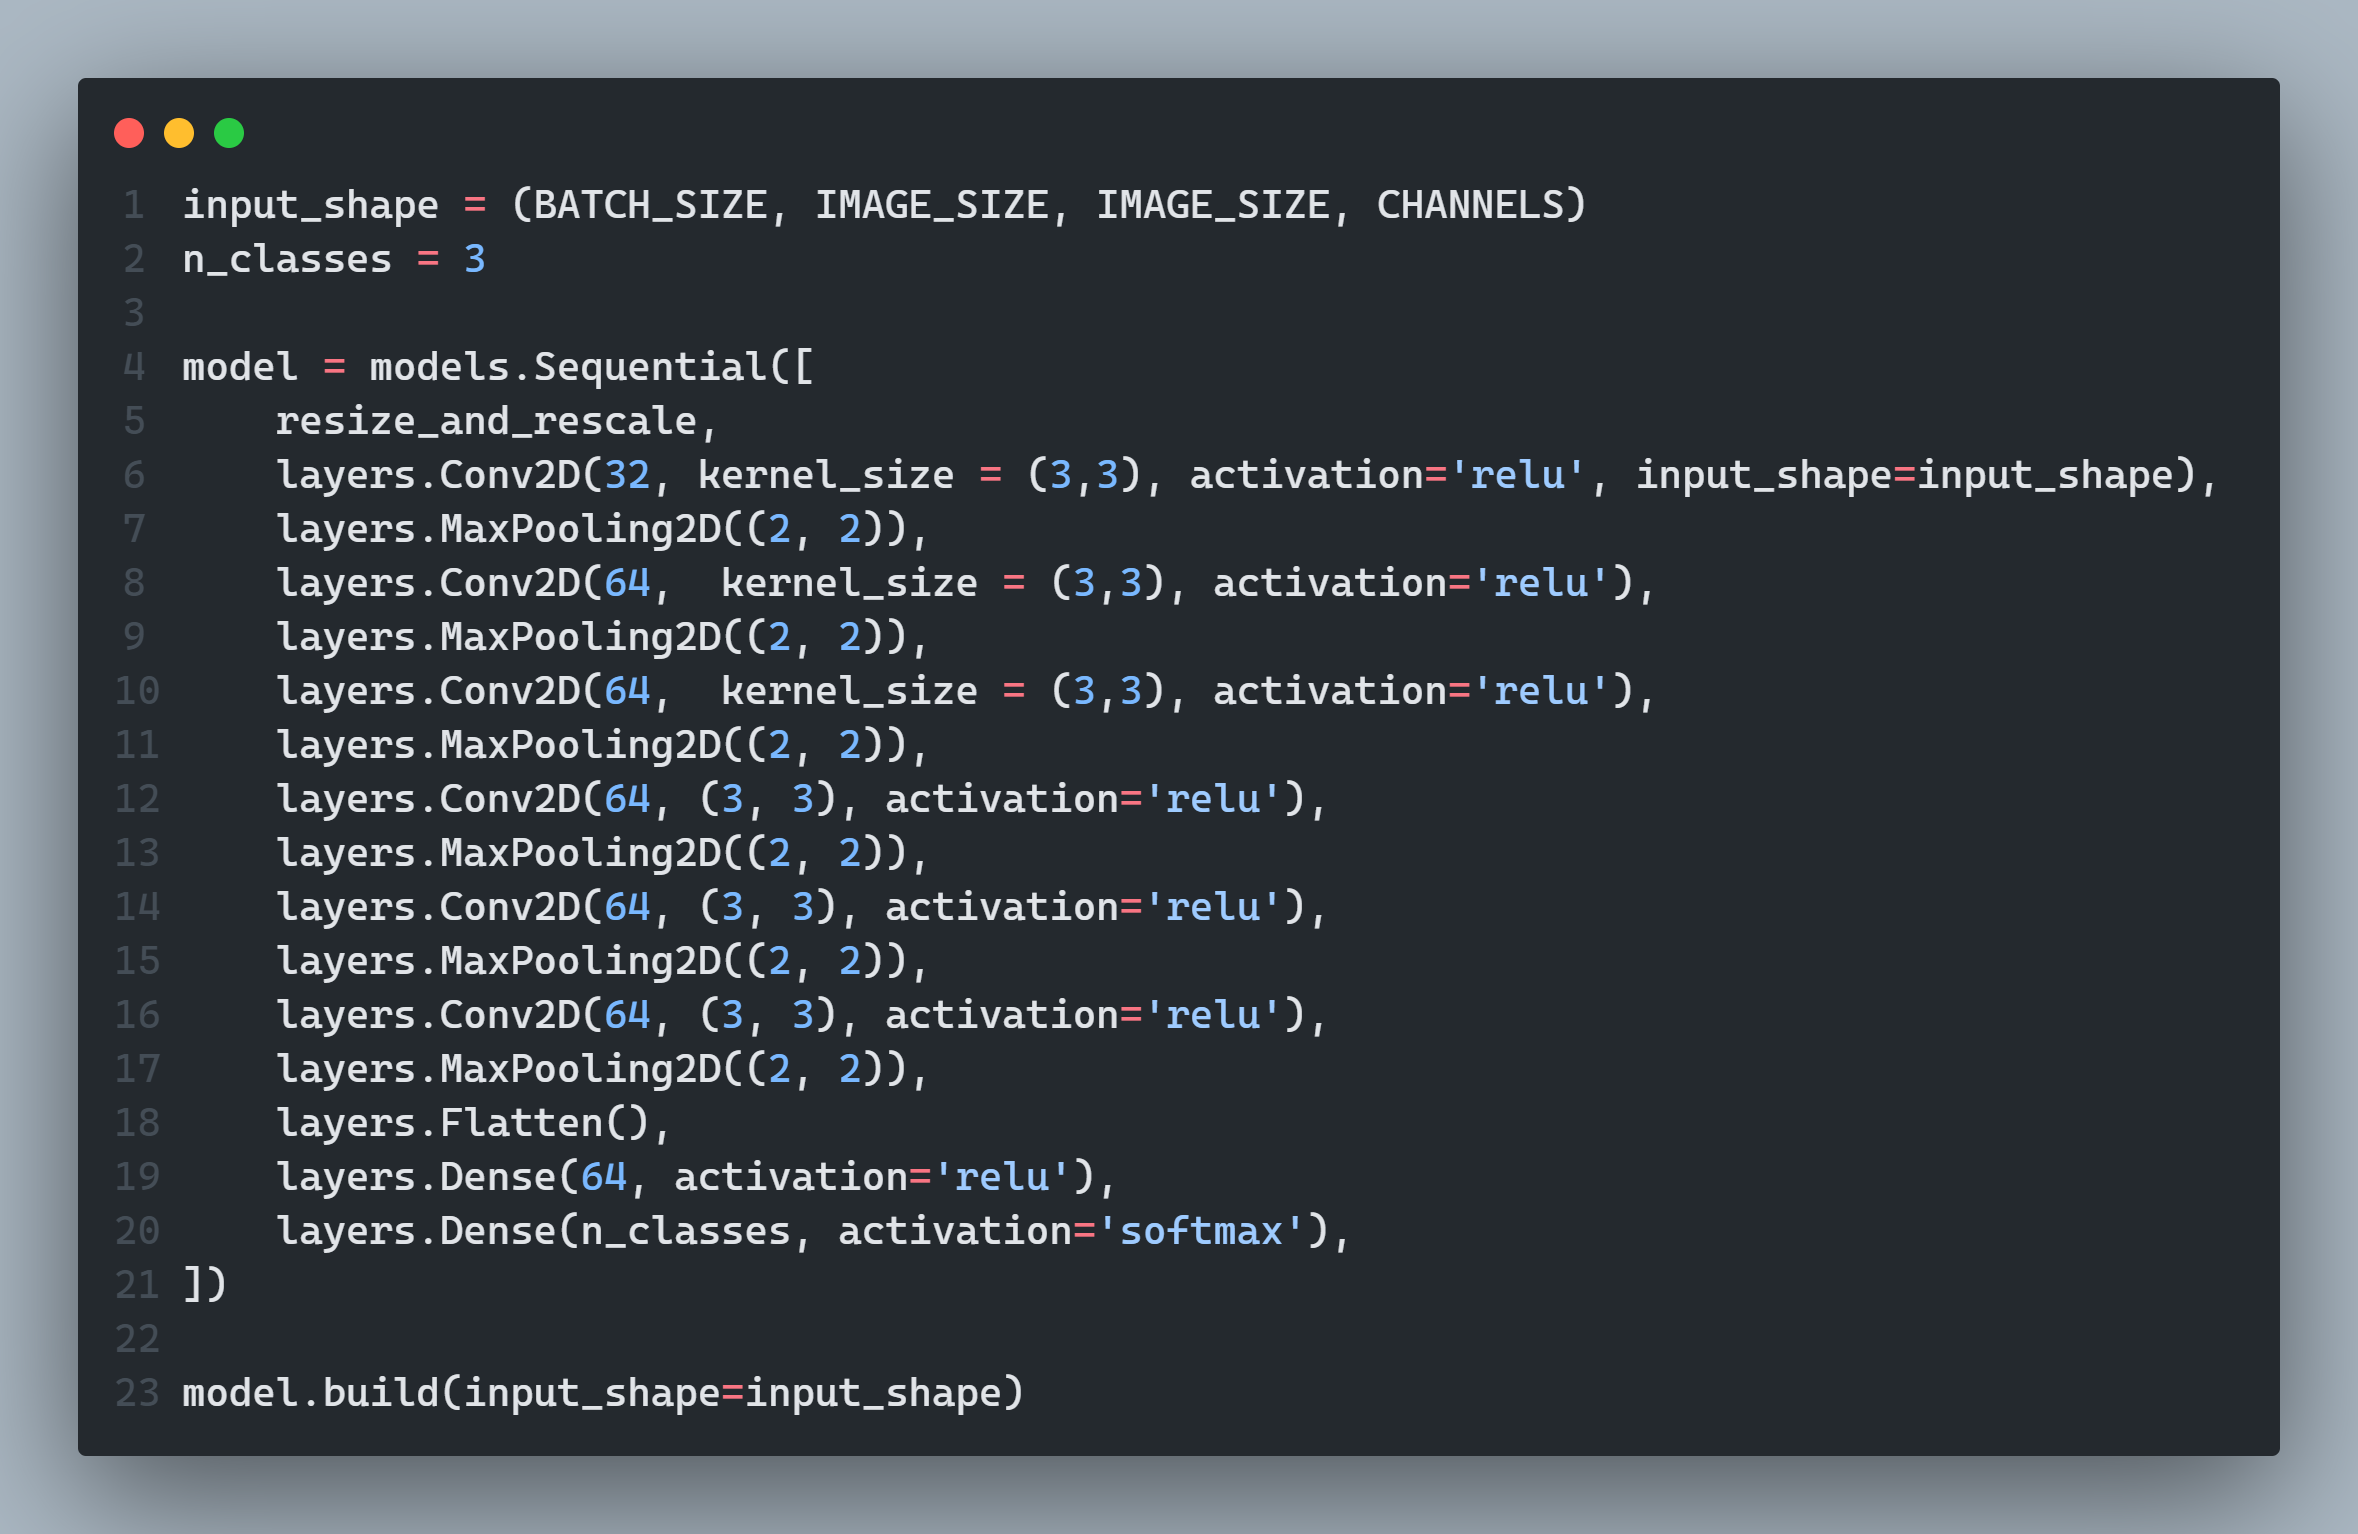 1 input_shape = (BATCH_SIZE, IMAGE_SIZE, IMAGE_SIZE, CHANNELS)
2 n_classes = 3
3
4 model = models.Sequential([
5     resize_and_rescale,
6     layers.Conv2D(32, kernel_size = (3,3), activation='relu', input_shape=input_shape),
7     layers.MaxPooling2D((2, 2)),
8     layers.Conv2D(64,  kernel_size = (3,3), activation='relu'),
9     layers.MaxPooling2D((2, 2)),
10     layers.Conv2D(64,  kernel_size = (3,3), activation='relu'),
11     layers.MaxPooling2D((2, 2)),
12     layers.Conv2D(64, (3, 3), activation='relu'),
13     layers.MaxPooling2D((2, 2)),
14     layers.Conv2D(64, (3, 3), activation='relu'),
15     layers.MaxPooling2D((2, 2)),
16     layers.Conv2D(64, (3, 3), activation='relu'),
17     layers.MaxPooling2D((2, 2)),
18     layers.Flatten(),
19     layers.Dense(64, activation='relu'),
20     layers.Dense(n_classes, activation='softmax'),
21 ])
22
23 model.build(input_shape=input_shape)